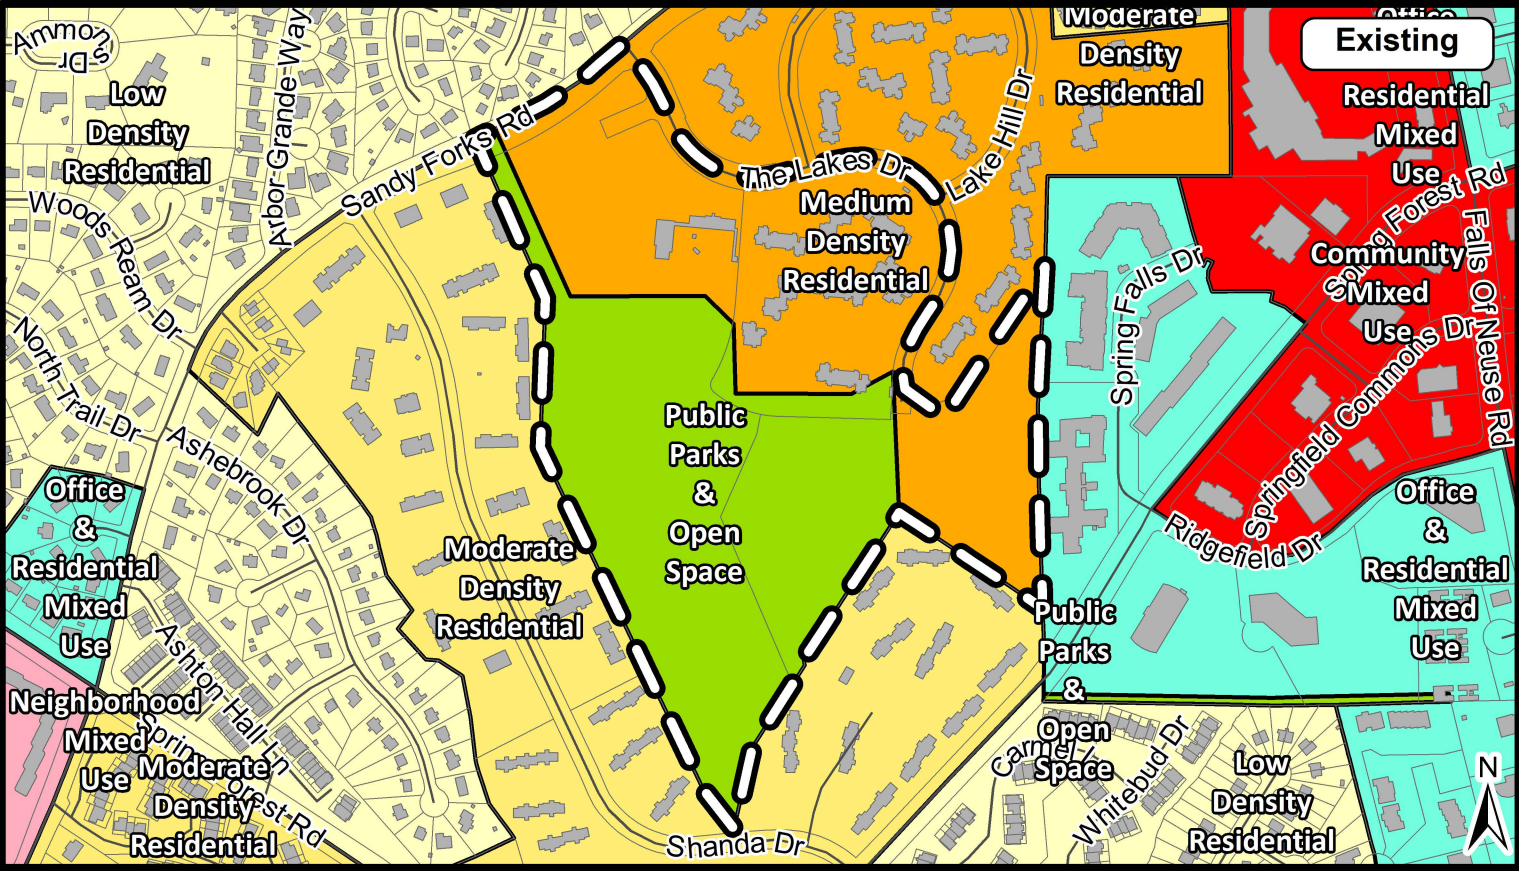 Existing
Ammons
Dr
Low
Density
Residential
Arbor Grande Way
Sandy Forks Rd
Woods Ream Dr
North Trail Dr
Ashebrook Dr
The Lakes Dr
Lake Hill Dr
Medium
Density
Residential
Moderate
Density
Residential
Office
Residential
Mixed
Use
Spring Forest Rd
Falls Of Neuse Rd
Community
Mixed
Use
Spring Falls Dr
Springfield Commons Dr
Ridgefield Dr
Public
Parks
&
Open
Space
Moderate
Density
Residential
Office
&
Residential
Mixed
Use
Office
&
Residential
Mixed
Use
Public
Parks
&
Open
Space
Neighborhood
Mixed
Use
Ashton Hall Ln
Moderate
Density
Residential
Shanda Dr
Whitebud Dr
Low
Density
Residential
N